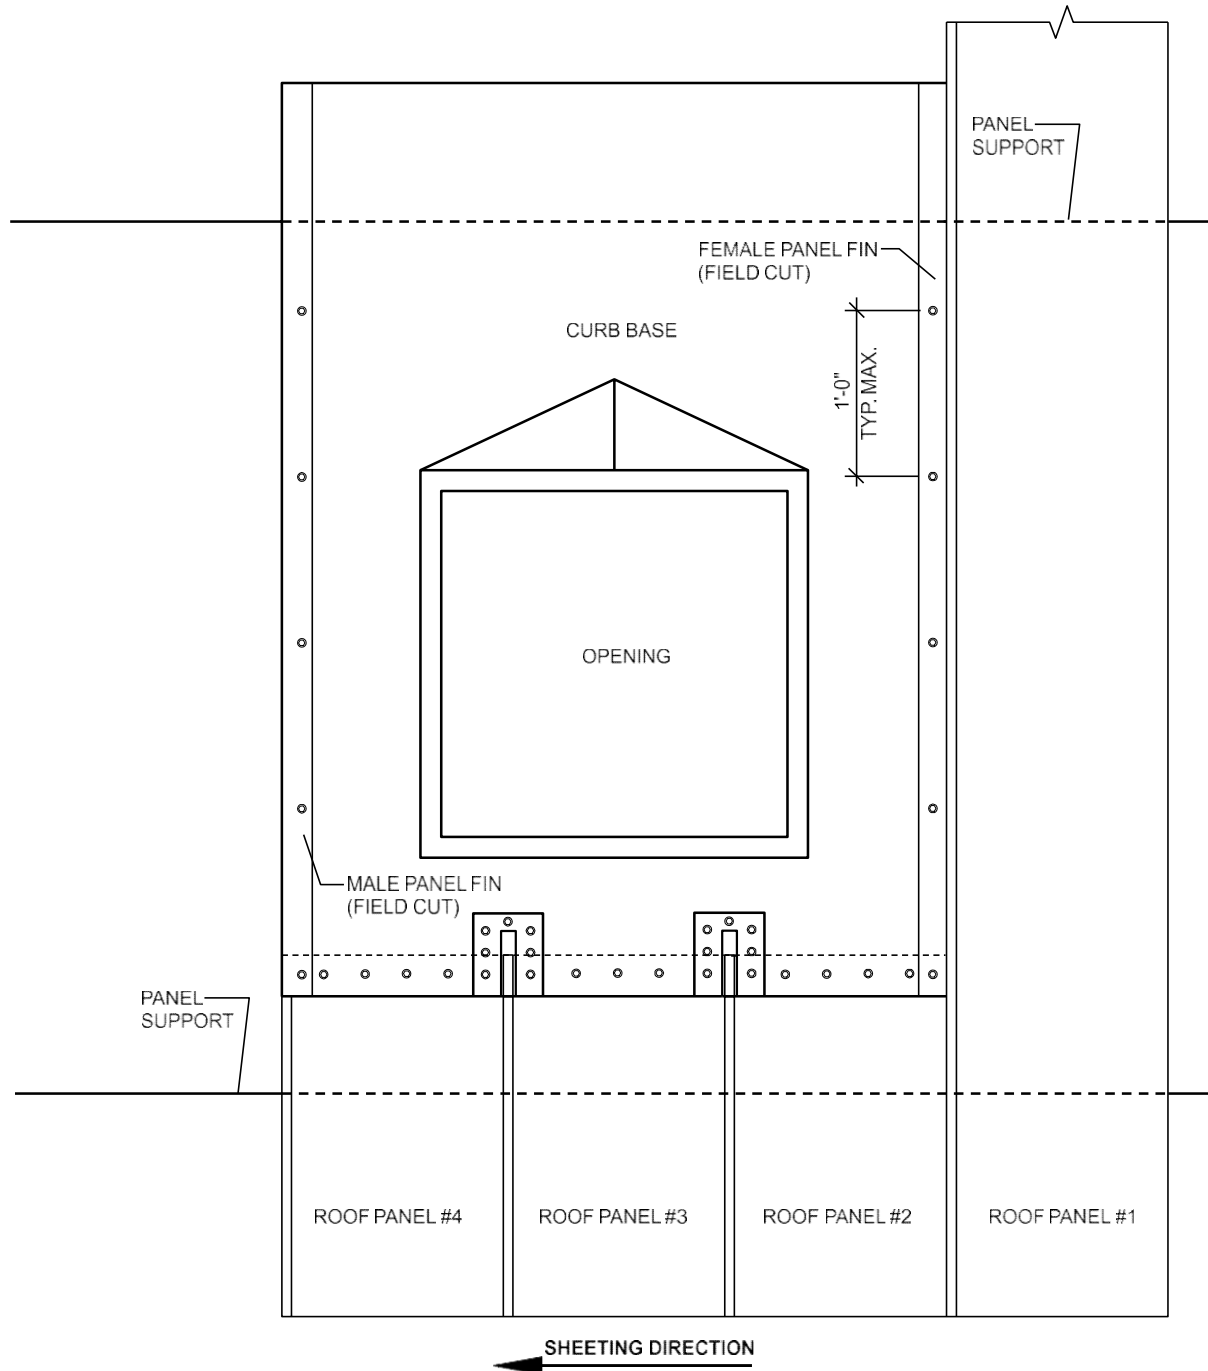 PANEL
SUPPORT
FEMALE PANEL FIN
(FIELD CUT)
CURB BASE
1'-0"
TYP. MAX.
OPENING
MALE PANEL FIN
(FIELD CUT)
PANEL
SUPPORT
ROOF PANEL #4
ROOF PANEL #3
ROOF PANEL #2
ROOF PANEL #1
SHEETING DIRECTION